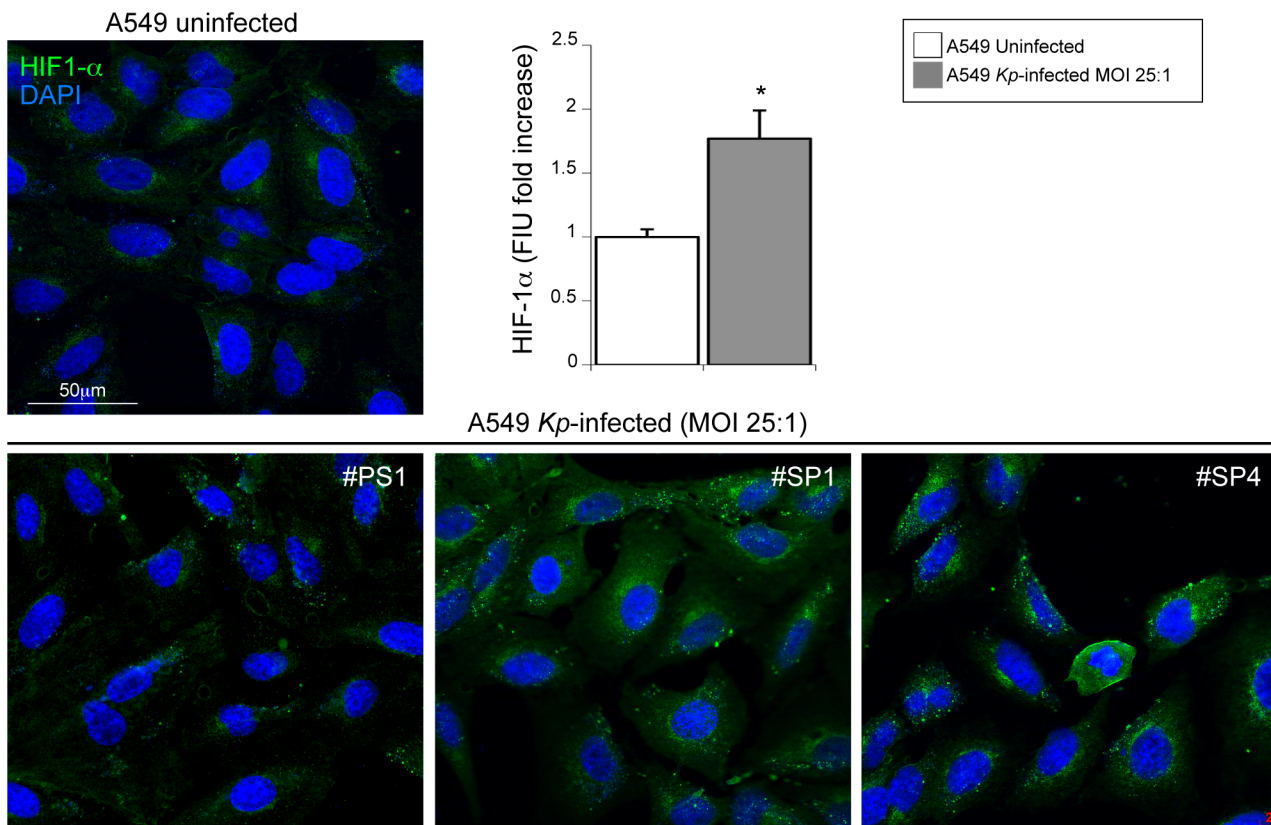 A549 uninfected
HIF1-α
DAPI
50μm
HIF-1α (FIU fold increase)
2.5
2
1.5
1
0.5
0
*
A549 Uninfected
A549 Kp-infected MOI 25:1
A549 Kp-infected (MOI 25:1)
#PS1
#SP1
#SP4
2